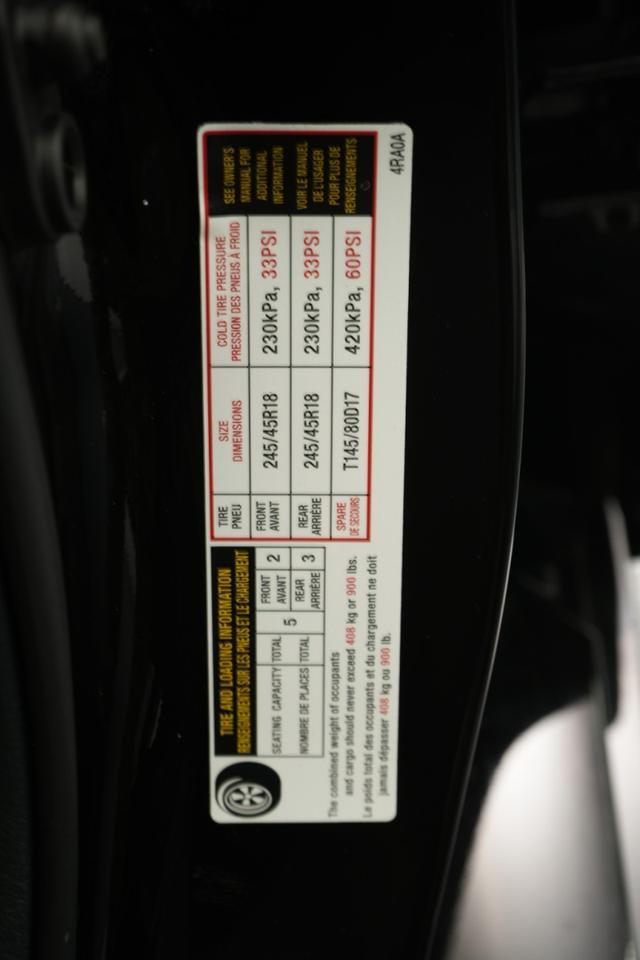 TIRE AND LOADING INFORMATION
RENSEIGNEMENTS SUR LES PNEUS ET LE CHARGEMENT
SEATING CAPACITY TOTAL 5 FRONT AVANT 2
NOMBRE DE PLACES TOTAL REAR ARRIÈRE 3
The combined weight of occupants
and cargo should never exceed 408 kg or 900 lbs.
Le poids total des occupants et du chargement ne doit
jamais dépasser 408 kg ou 900 lb.
TIRE PNEU SIZE DIMENSIONS COLD TIRE PRESSURE PRESSION DES PNEUS À FROID
FRONT AVANT 245/45R18 230kPa, 33PSI
REAR ARRIÈRE 245/45R18 230kPa, 33PSI
SPARE DE SECOURS T145/80D17 420kPa, 60PSI
SEE OWNER'S
MANUAL FOR
ADDITIONAL
INFORMATION
VOIR LE MANUEL
DE L'USAGER
POUR PLUS DE
RENSEIGNEMENTS
4RA0A